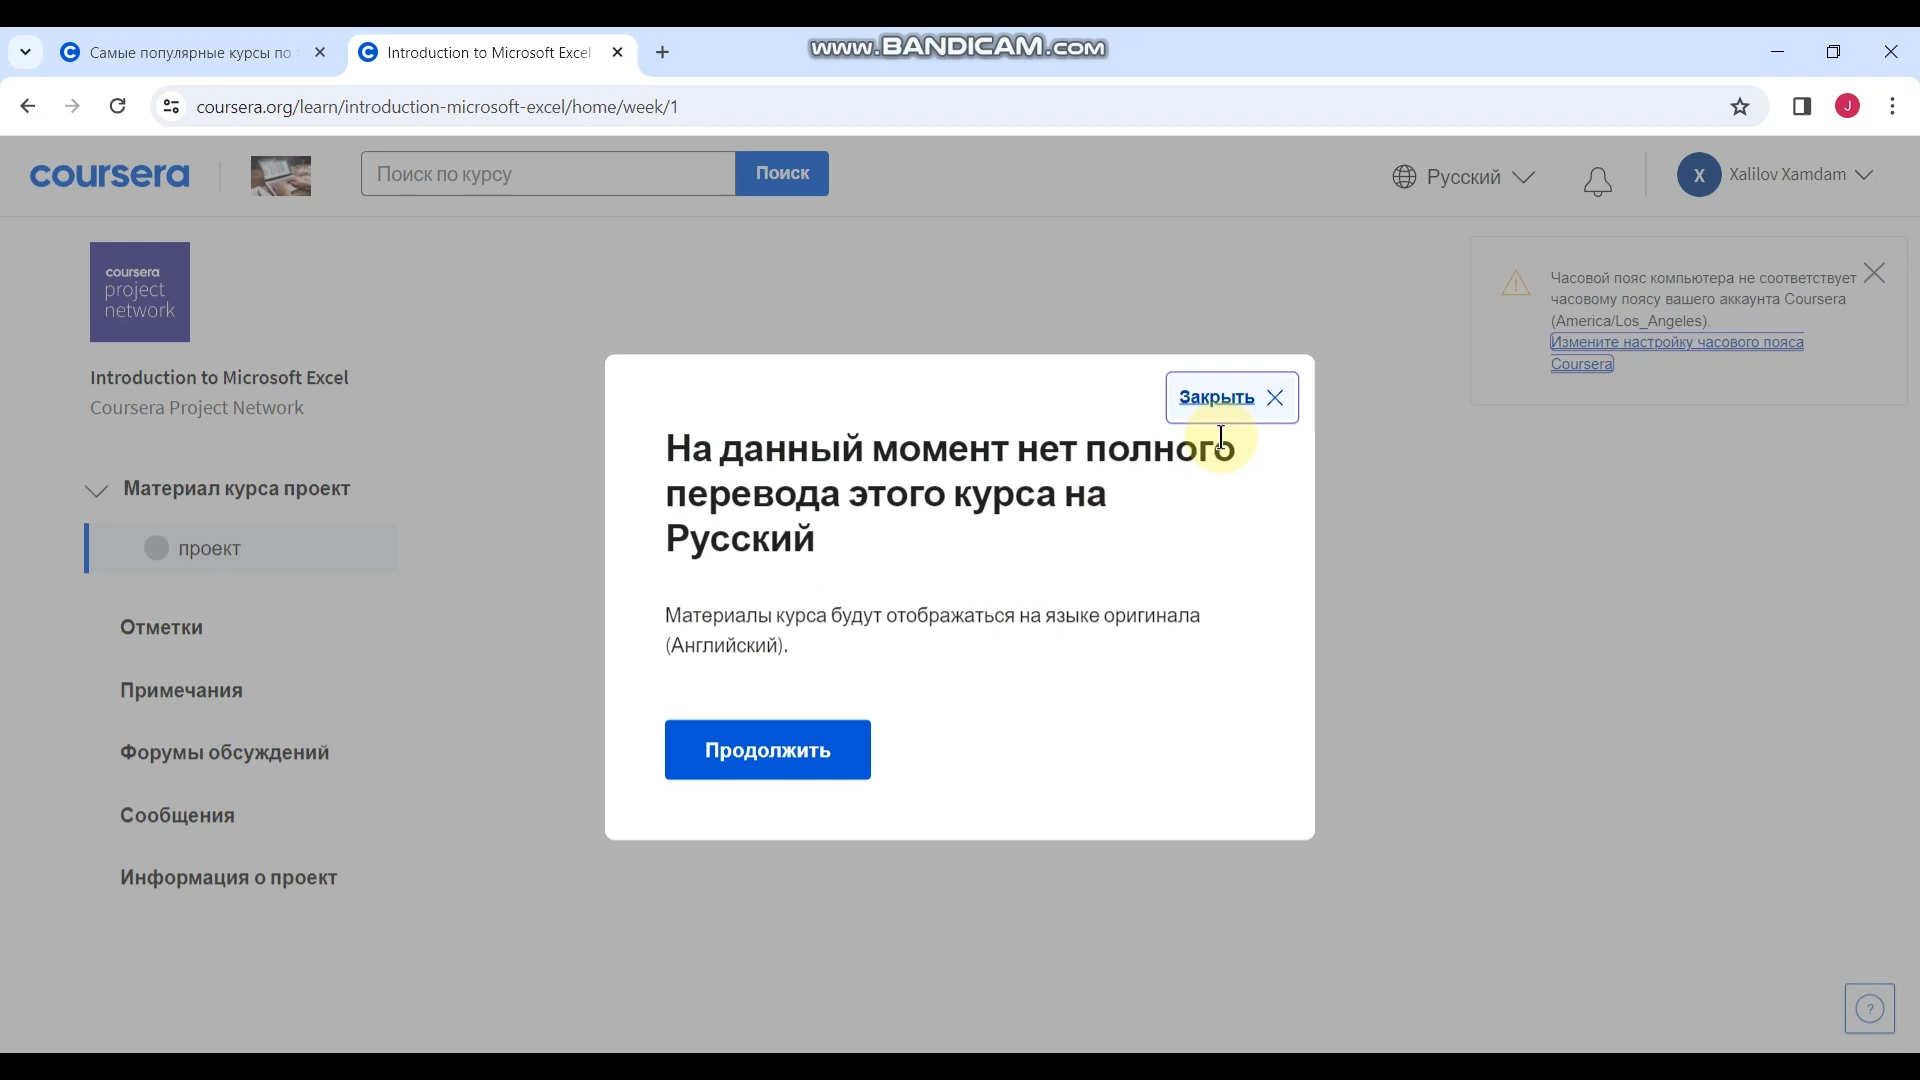 Самые популярные курсы по
Introduction to Microsoft Excel
www.BANDICAM.com
coursera.org/learn/introduction-microsoft-excel/home/week/1
J
coursera
Поиск по курсу
Поиск
Русский
X
Xalilov Xamdam
coursera
project
network
Часовой пояс компьютера не соответствует
часовому поясу вашего аккаунта Coursera
(America/Los_Angeles).
Измените настройку часового пояса
Coursera
Introduction to Microsoft Excel
Coursera Project Network
Закрыть
На данный момент нет полного
перевода этого курса на
Русский
Материал курса проект
проект
Материалы курса будут отображаться на языке оригинала
(Английский).
Отметки
Примечания
Продолжить
Форумы обсуждений
Сообщения
Информация о проект
?